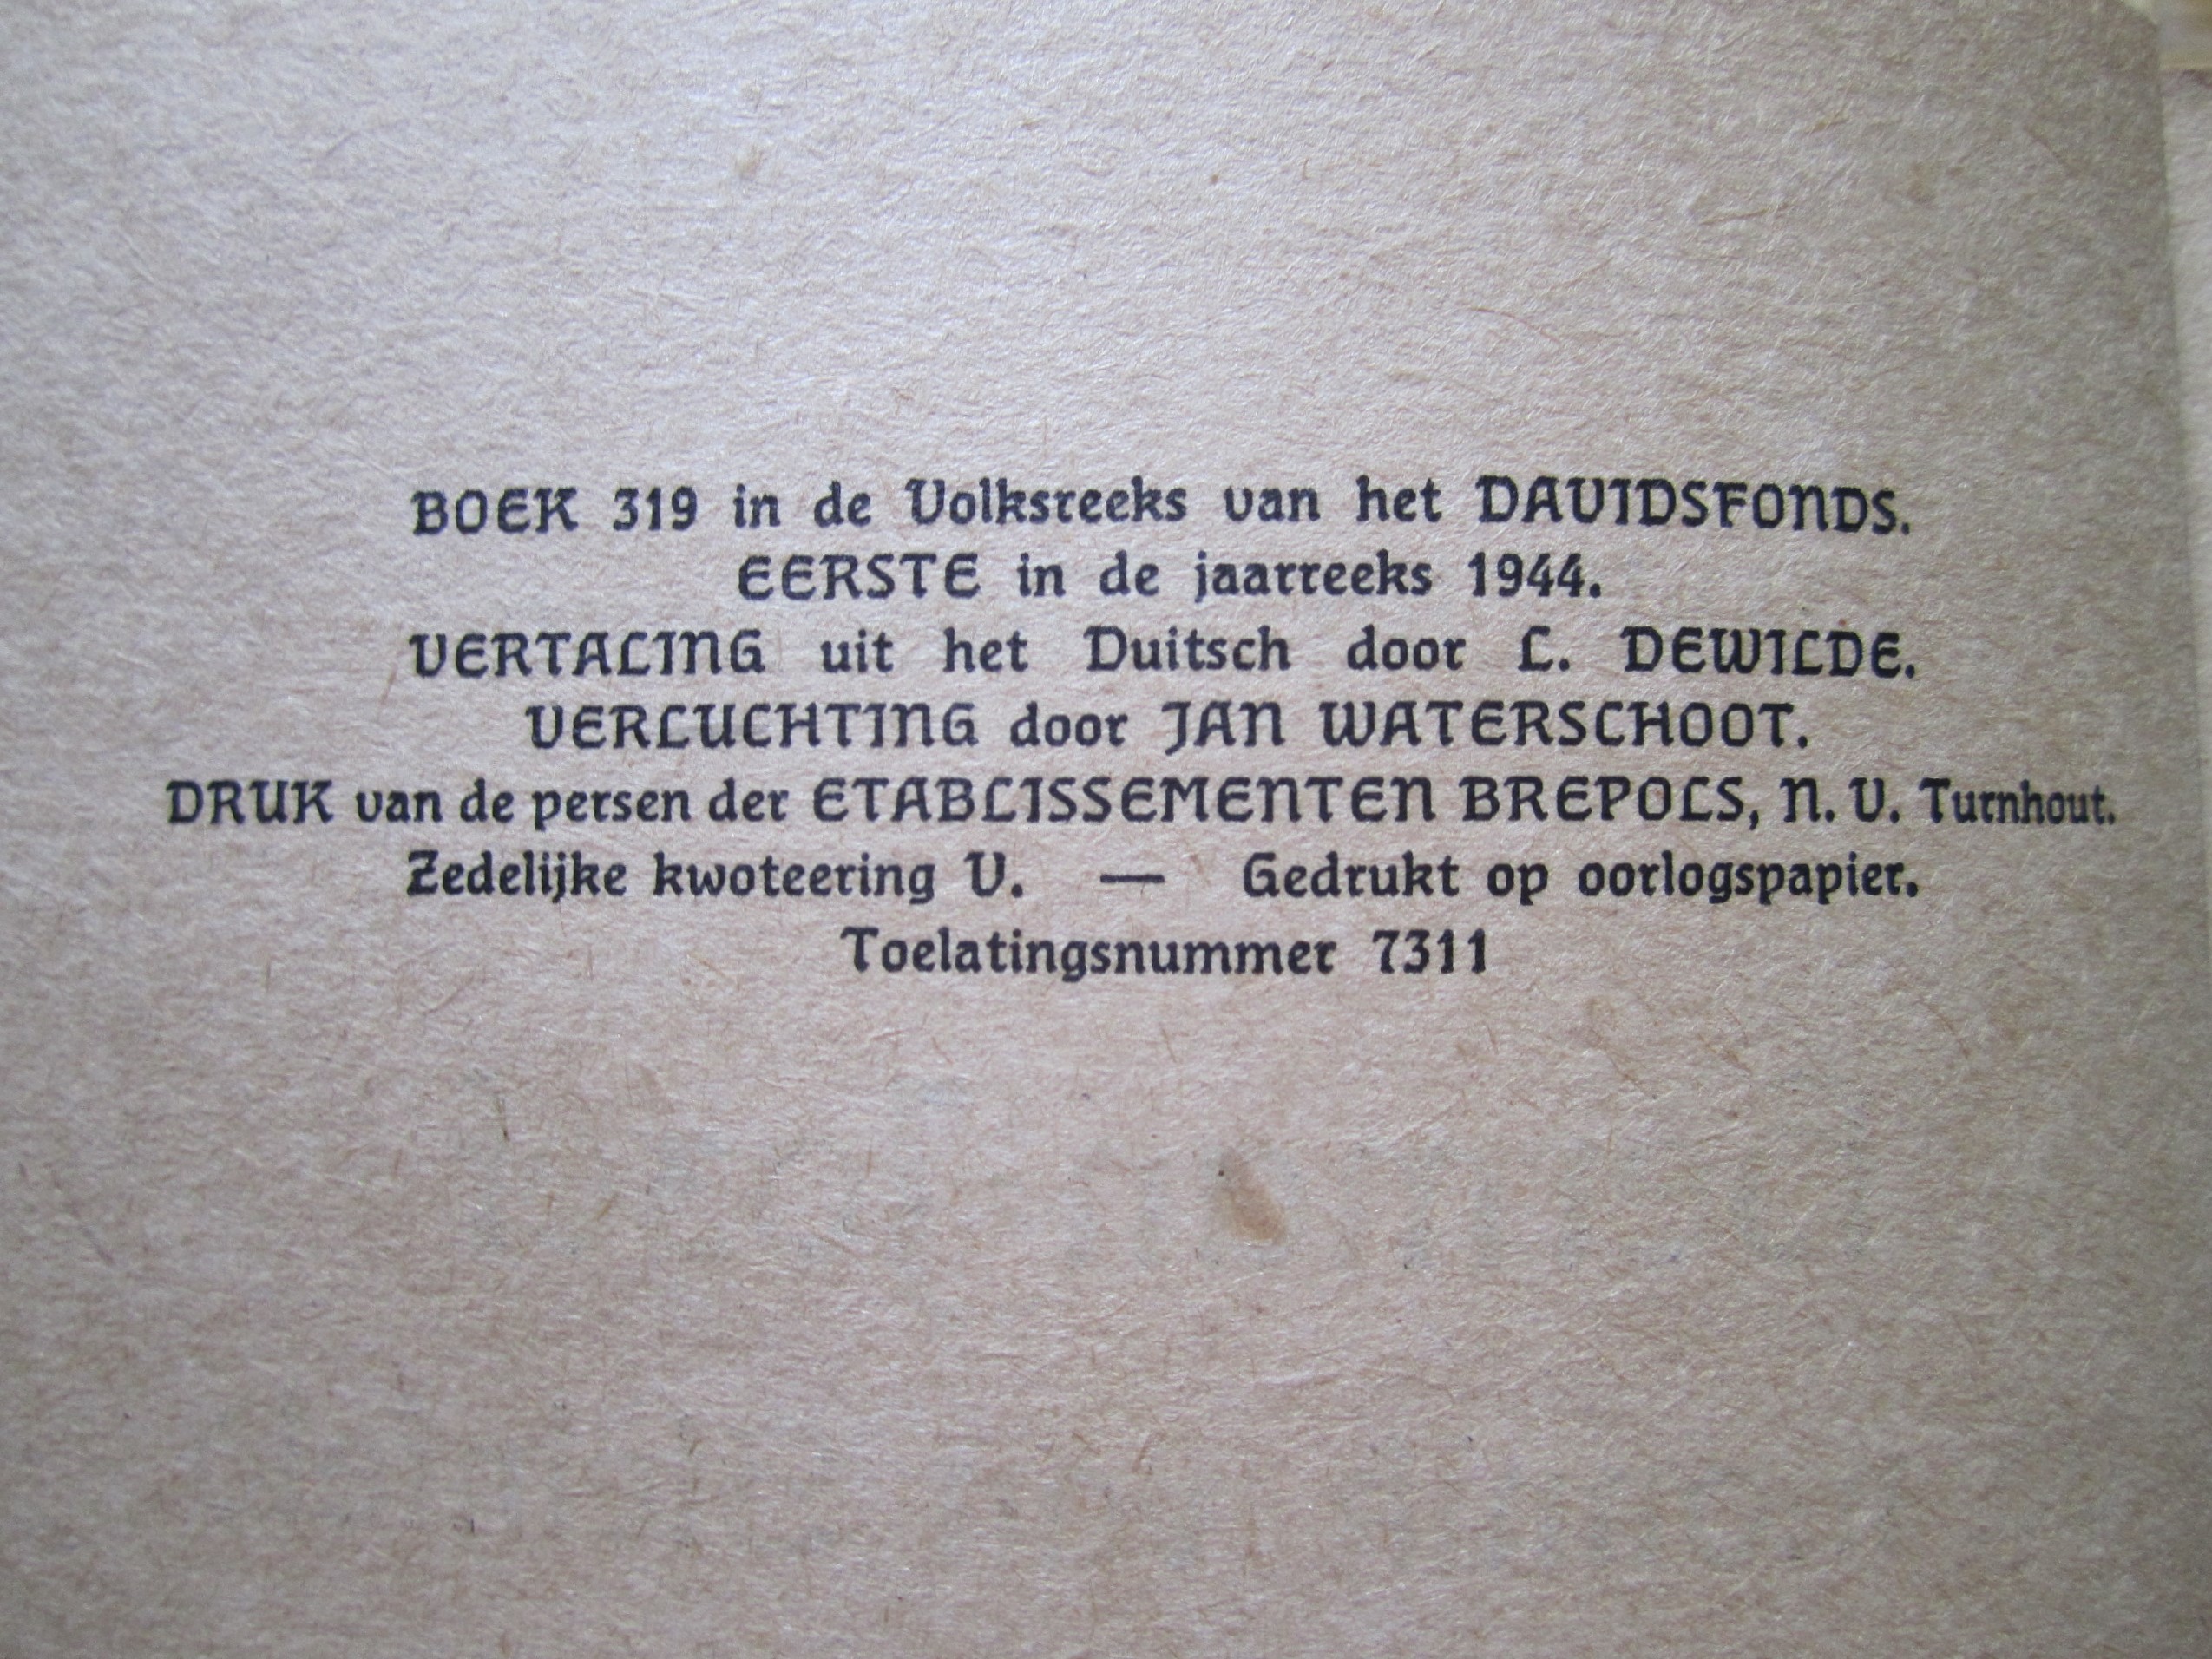 BOEK 319 in de Volksreeks van het DAVIDSFONDS.
EERSTE in de jaarreeks 1944.
VERTALING uit het Duitsch door L. DEWILDE.
VERLUCHTING door JAN WATERSCHOOT.
DRUK van de persen der ETABLISSEMENTEN BREPOLS, N. V. Turnhout.
Zedelijke kwoteering V. — Gedrukt op oorlogspapier.
Toelatingsnummer 7311